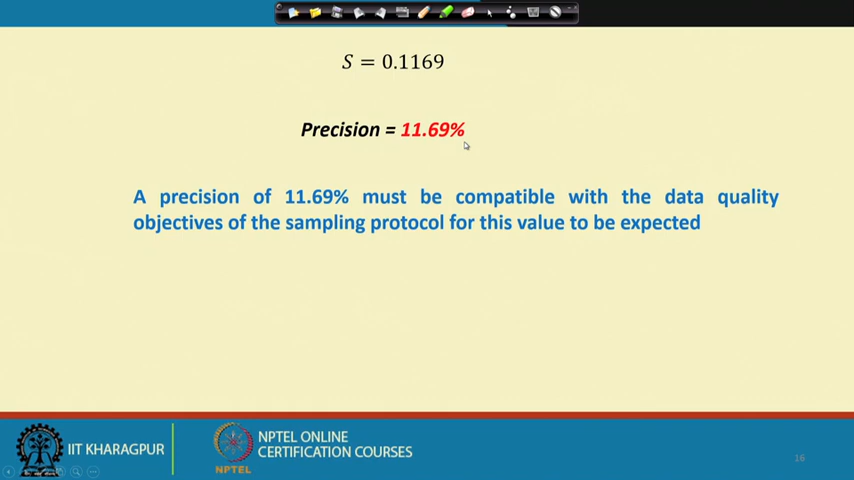 S = 0.1169
Precision = 11.69%
A precision of 11.69% must be compatible with the data quality
objectives of the sampling protocol for this value to be expected
IIT KHARAGPUR
NPTEL
NPTEL ONLINE
CERTIFICATION COURSES
16